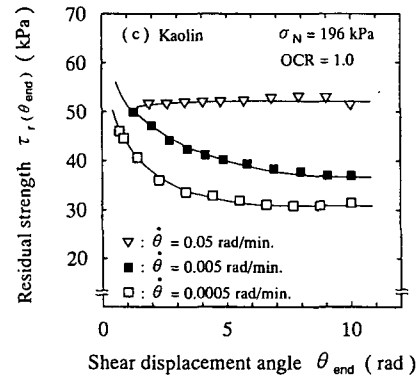 (c) Kaolin
σN = 196 kPa
OCR = 1.0
Residual strength τr(θend) (kPa)
70
60
50
40
30
20
▽ : θ̇ = 0.05 rad/min.
■ : θ̇ = 0.005 rad/min.
□ : θ̇ = 0.0005 rad/min.
0 5 10
Shear displacement angle θend (rad)